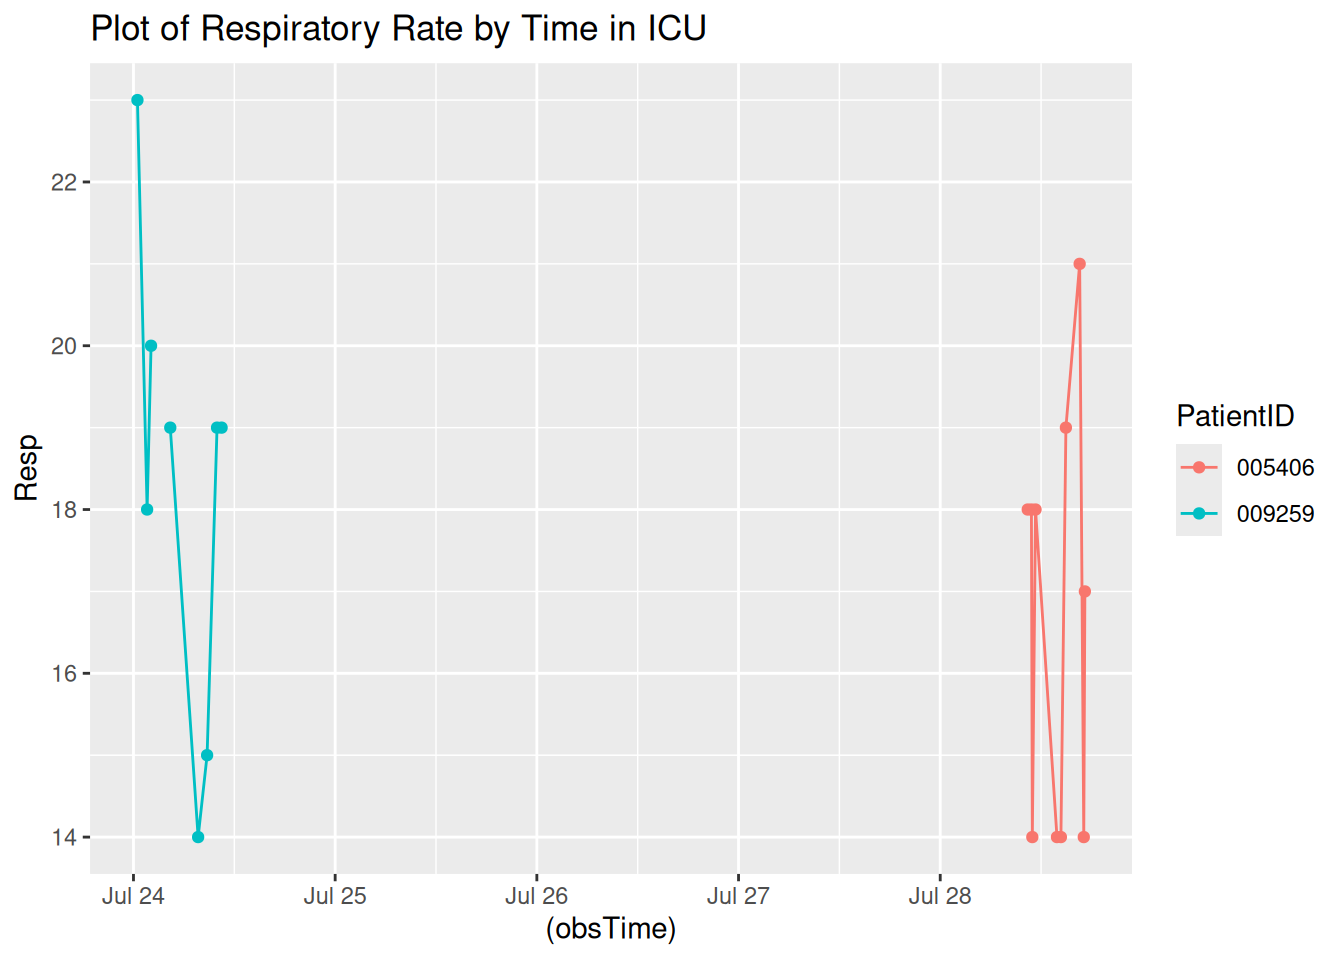 Plot of Respiratory Rate by Time in ICU
22
20
18
16
14
Resp
Jul 24
Jul 25
Jul 26
Jul 27
Jul 28
(obsTime)
PatientID
005406
009259